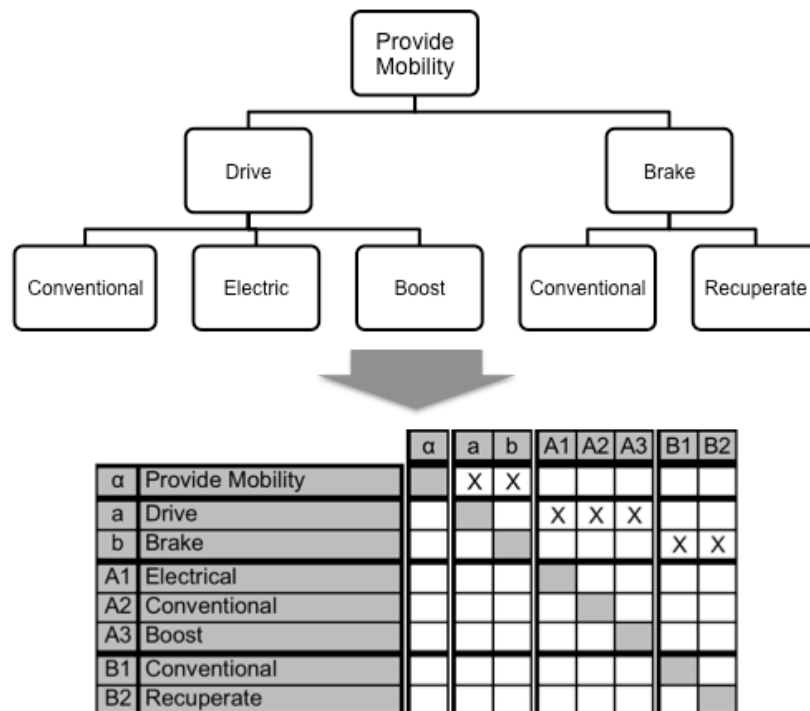 Provide
Mobility
Drive
Brake
Conventional
Electric
Boost
Conventional
Recuperate
α a b A1 A2 A3 B1 B2
α Provide Mobility X X
a Drive X X X
b Brake X X
A1 Electrical
A2 Conventional
A3 Boost
B1 Conventional
B2 Recuperate